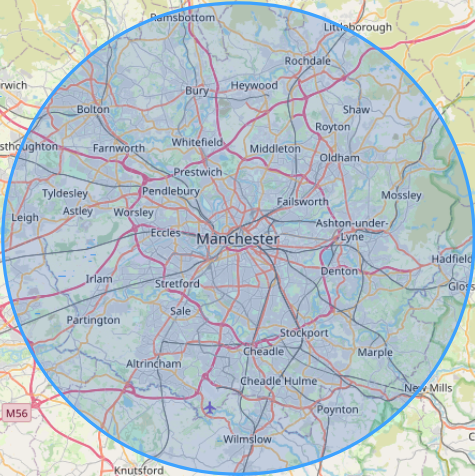 Ramsbottom
Littleborough
Rochdale
rwich
Bury
Heywood
Bolton
Shaw
Royton
sthoughton
Farnworth
Whitefield
Middleton
Oldham
Prestwich
Tyldesley
Pendlebury
Mossley
Astley
Worsley
Failsworth
Leigh
Eccles
Manchester
Ashton-under-
Lyne
Hadfield
Denton
Irlam
Stretford
Gloss
Sale
Partington
Stockport
Cheadle
Marple
Altrincham
Cheadle Hulme
New Mills
M56
Poynton
Wilmslow
Knutsford